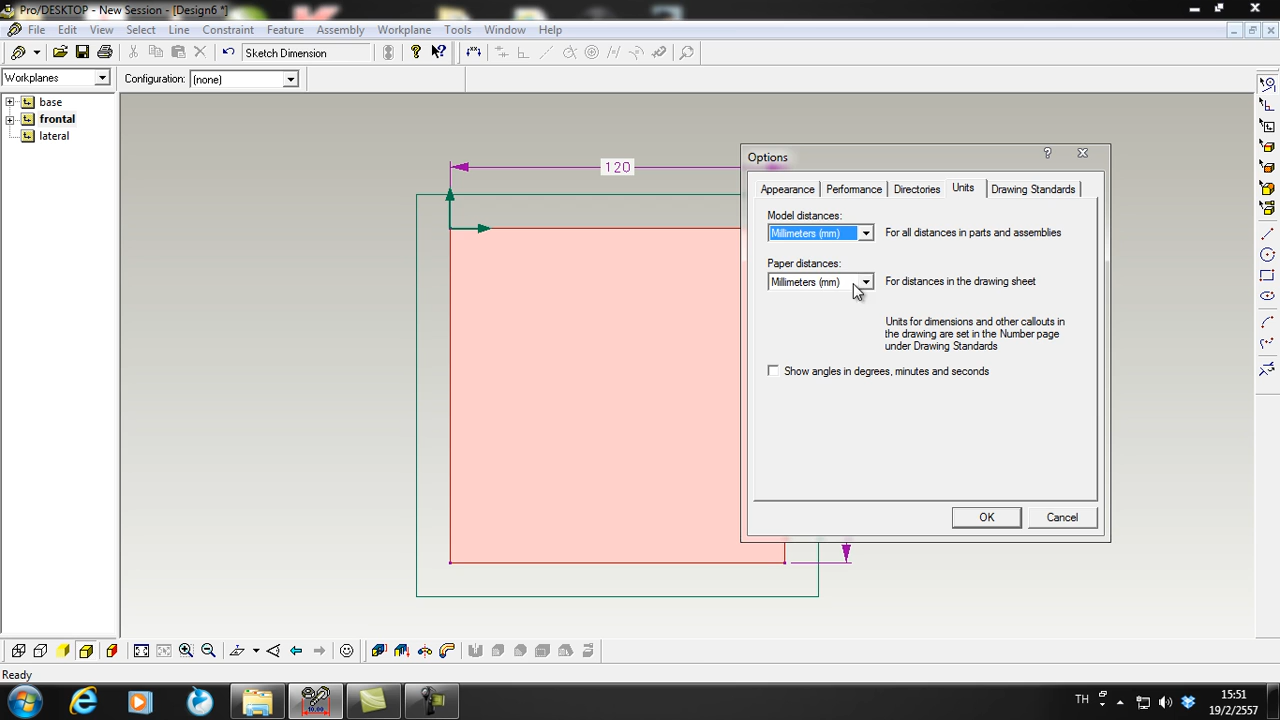 Pro/DESKTOP - New Session - [Design6 *]
File Edit View Select Line Constraint Feature Assembly Workplane Tools Window Help
Sketch Dimension
Workplanes Configuration: (none)
base
frontal
lateral
120
Options
Appearance Performance Directories Units Drawing Standards
Model distances:
Millimeters (mm) For all distances in parts and assemblies
Paper distances:
Millimeters (mm) For distances in the drawing sheet
Units for dimensions and other callouts in
the drawing are set in the Number page
under Drawing Standards
Show angles in degrees, minutes and seconds
OK Cancel
Ready
TH 15:51
19/2/2557